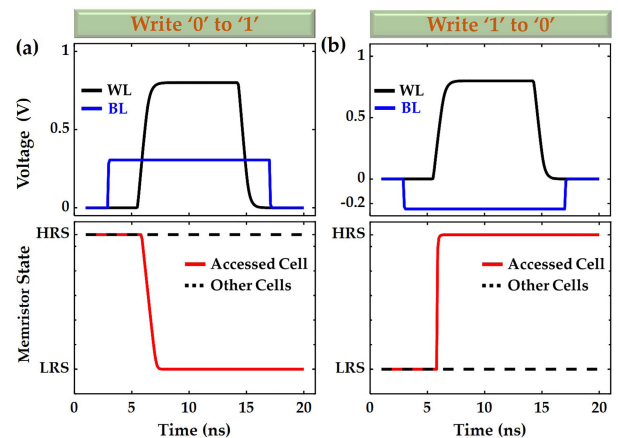 Write ‘0’ to ‘1’
Write ‘1’ to ‘0’
(a)
(b)
Voltage (V)
1
0.5
0
WL
BL
1
0.5
0
-0.2
WL
BL
Memristor State
HRS
LRS
Accessed Cell
Other Cells
HRS
LRS
Accessed Cell
Other Cells
0 5 10 15 20
Time (ns)
0 5 10 15 20
Time (ns)